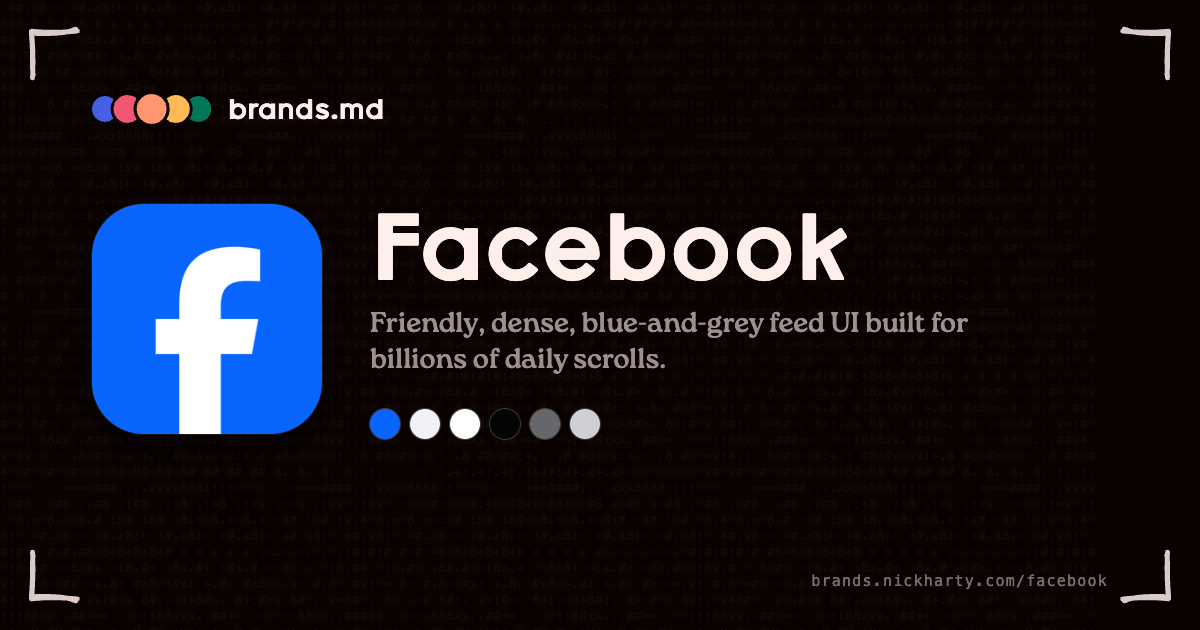 brands.md
Facebook
Friendly, dense, blue-and-grey feed UI built for
billions of daily scrolls.
brands.nickharty.com/facebook